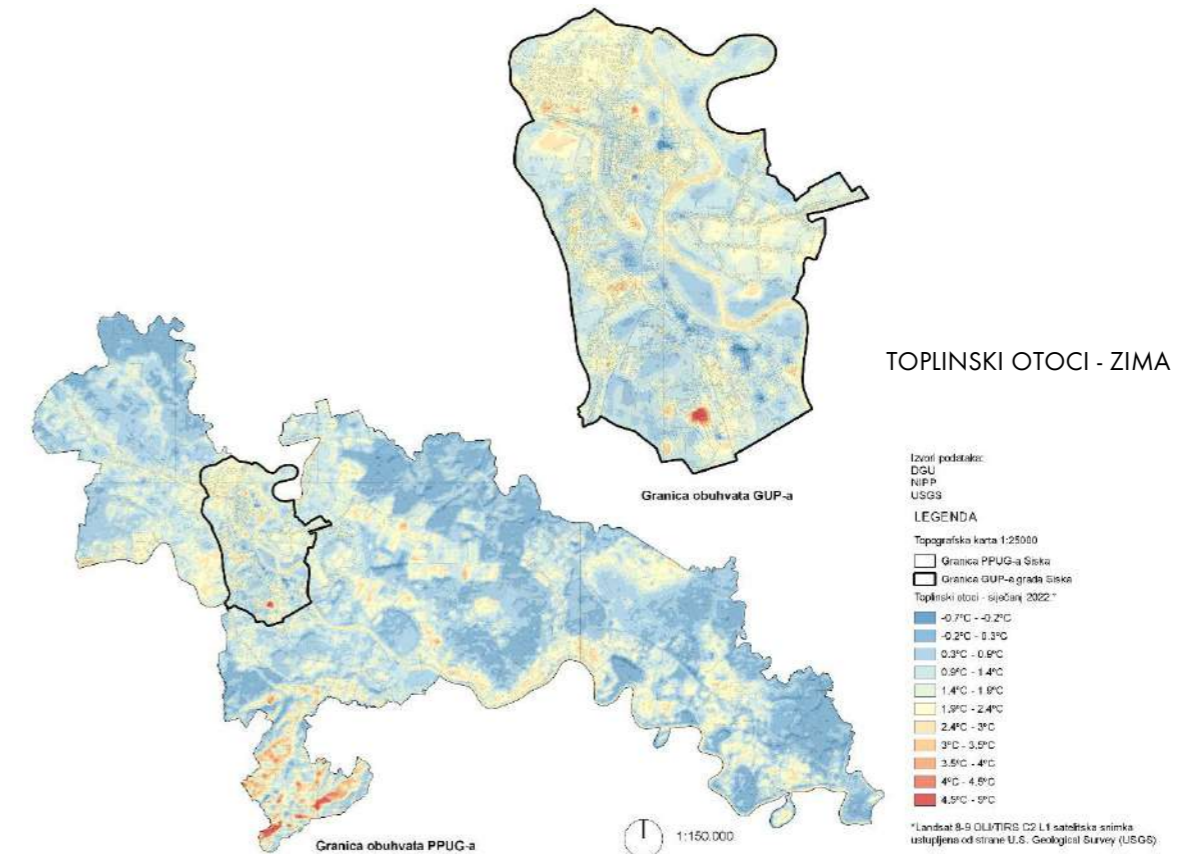 TOPLINSKI OTOCI - ZIMA
Granica obuhvata GUP-a
Izvori podataka:
DGU
NIPP
USGS
LEGENDA
Topografska karta 1:25000
Granica PPUG-a Siska
Granica GUP-a grada Siska
Toplinski otoci - siječanj 2022.*
-0.7°C - -0.2°C
-0.2°C - 0.3°C
0.3°C - 0.9°C
0.9°C - 1.4°C
1.4°C - 1.9°C
1.9°C - 2.4°C
2.4°C - 3°C
3°C - 3.5°C
3.5°C - 4°C
4°C - 4.5°C
4.5°C - 5°C
*Landsat 8-9 OLI/TIRS C2 L1 satelitska snimka
ustupljena od strane U.S. Geological Survey (USGS)
1:150.000
Granica obuhvata PPUG-a